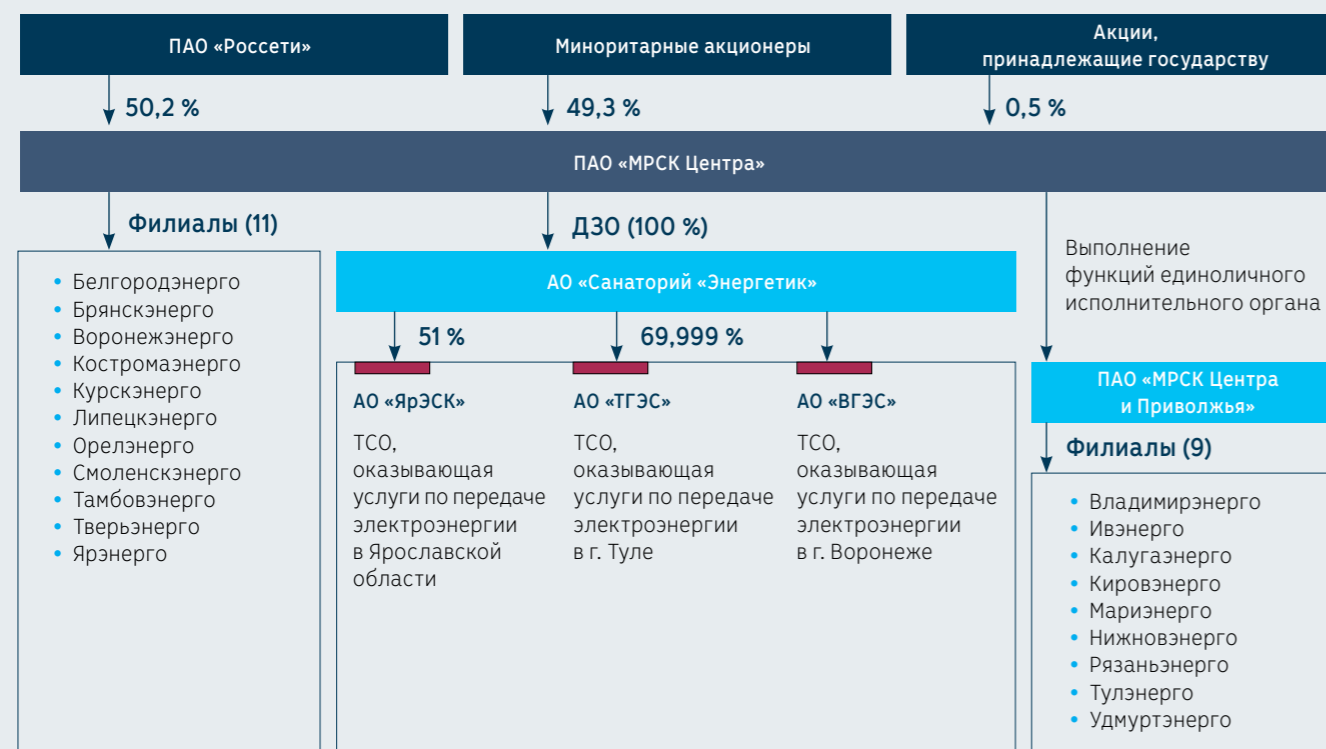 ПАО «Россети»
Миноритарные акционеры
Акции,
принадлежащие государству
50,2 %
49,3 %
0,5 %
ПАО «МРСК Центра»
Филиалы (11)
• Белгородэнерго
• Брянскэнерго
• Воронежэнерго
• Костромаэнерго
• Курскэнерго
• Липецкэнерго
• Орелэнерго
• Смоленскэнерго
• Тамбовэнерго
• Тверьэнерго
• Ярэнерго
ДЗО (100 %)
АО «Санаторий «Энергетик»
51 %
69,999 %
АО «ЯрЭСК»
ТСО,
оказывающая
услуги по передаче
электроэнергии
в Ярославской
области
АО «ТГЭС»
ТСО,
оказывающая
услуги по передаче
электроэнергии
в г. Туле
АО «ВГЭС»
ТСО,
оказывающая
услуги по передаче
электроэнергии
в г. Воронеже
Выполнение
функций единоличного
исполнительного органа
ПАО «МРСК Центра
и Приволжья»
Филиалы (9)
• Владимирэнерго
• Ивэнерго
• Калугаэнерго
• Кировэнерго
• Мариэнерго
• Нижновэнерго
• Рязаньэнерго
• Тулэнерго
• Удмуртэнерго